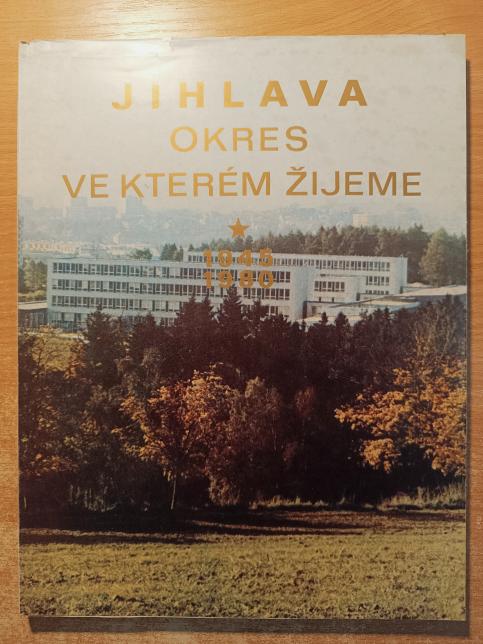 JIHLAVA
OKRES
VE KTERÉM ŽIJEME
1945
1980